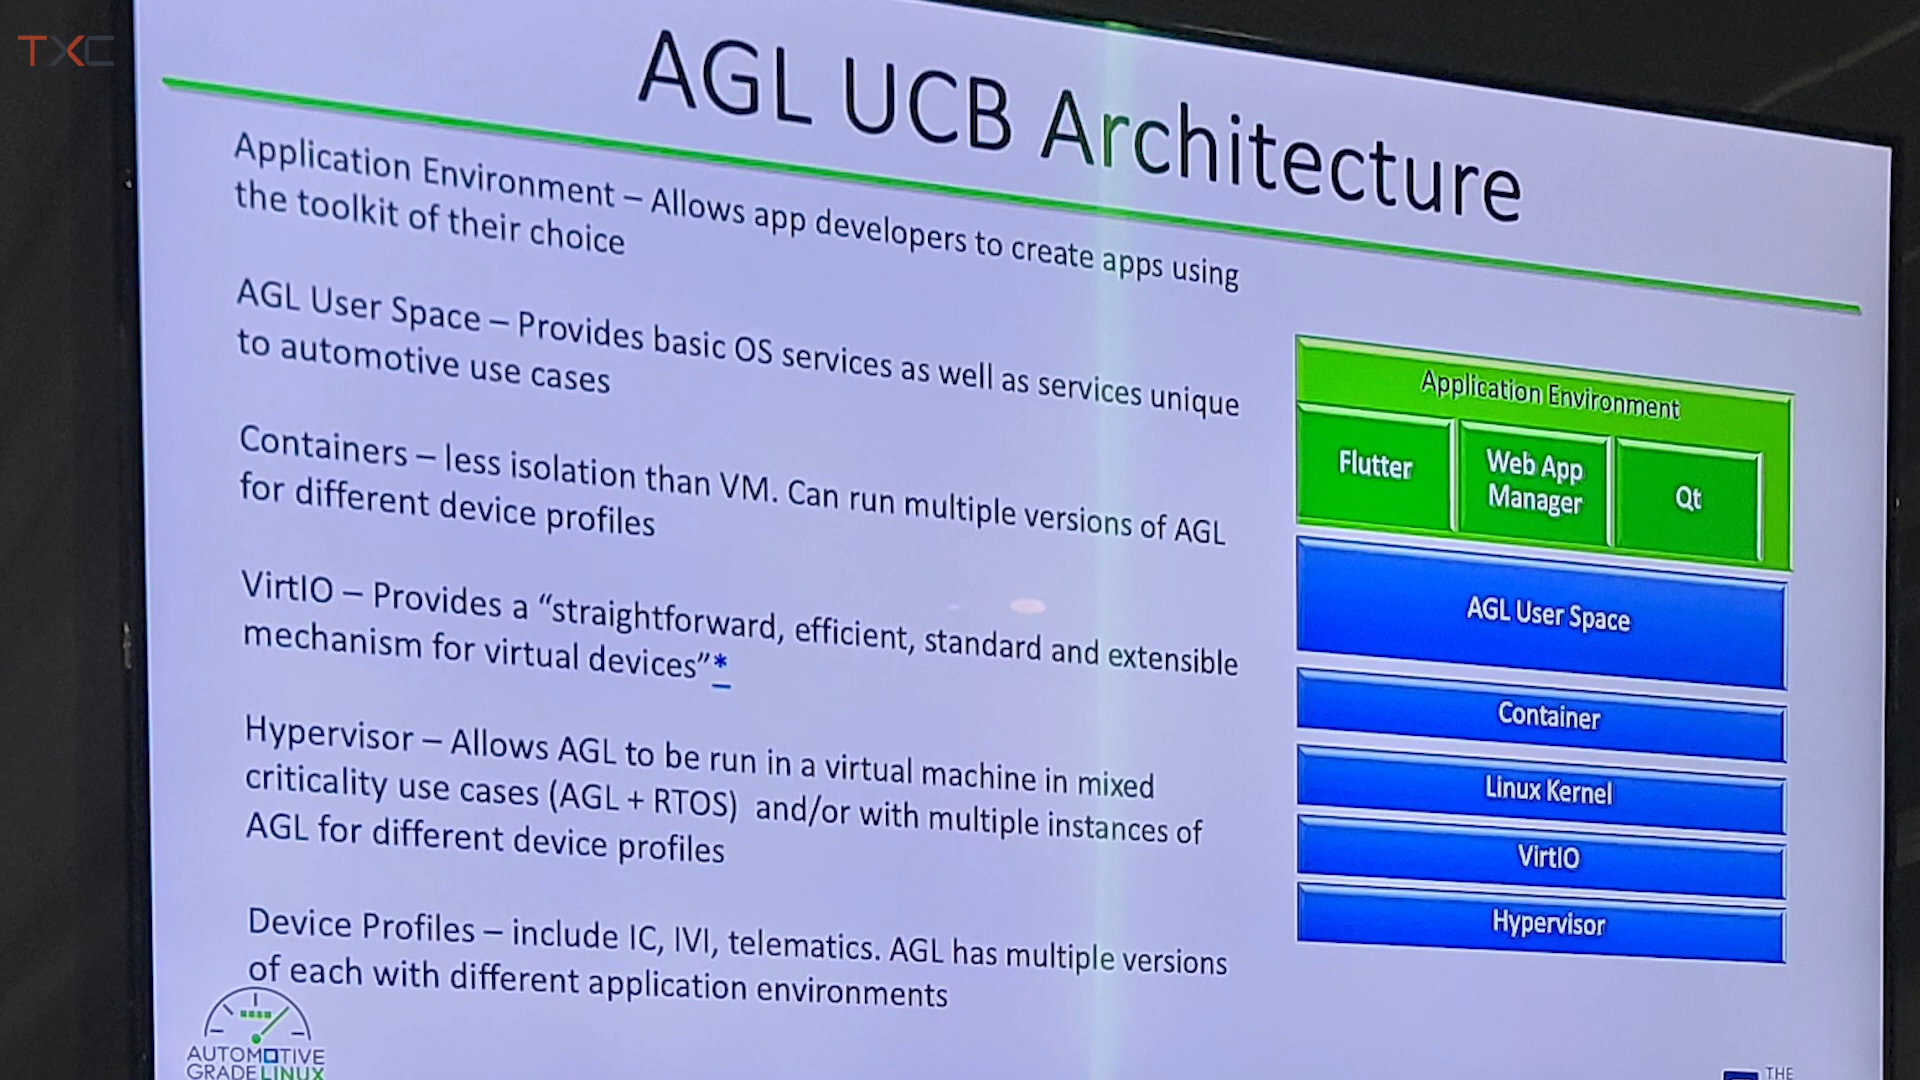 TXC
AGL UCB Architecture
Application Environment – Allows app developers to create apps using
the toolkit of their choice
AGL User Space – Provides basic OS services as well as services unique
to automotive use cases
Containers – less isolation than VM. Can run multiple versions of AGL
for different device profiles
VirtIO – Provides a “straightforward, efficient, standard and extensible
mechanism for virtual devices”*
Hypervisor – Allows AGL to be run in a virtual machine in mixed
criticality use cases (AGL + RTOS) and/or with multiple instances of
AGL for different device profiles
Device Profiles – include IC, IVI, telematics. AGL has multiple versions
of each with different application environments
Application Environment
Flutter
Web App
Manager
Qt
AGL User Space
Container
Linux Kernel
VirtIO
Hypervisor
AUTOMOTIVE
GRADELINUX
THE